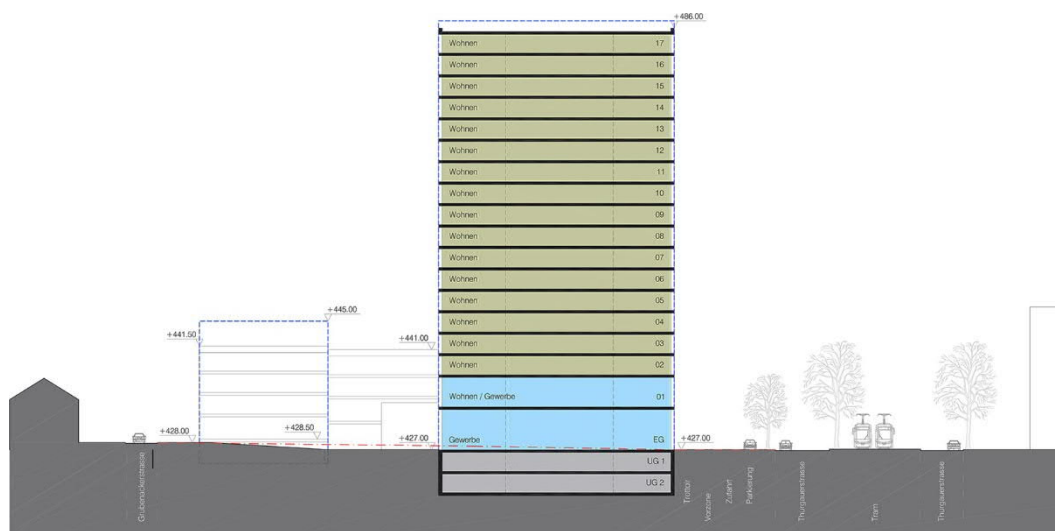 +486.00
Wohnen 17
Wohnen 16
Wohnen 15
Wohnen 14
Wohnen 13
Wohnen 12
Wohnen 11
Wohnen 10
Wohnen 09
Wohnen 08
Wohnen 07
Wohnen 06
Wohnen 05
Wohnen 04
Wohnen 03
Wohnen 02
Wohnen / Gewerbe 01
Gewerbe EG
UG 1
UG 2
+445.00
+441.50
+441.00
+428.00
+428.50
+427.00
+427.00
Grubenackerstrasse
Trottoir
Vorzone
Zufahrt
Parkierung
Thurgauerstrasse
Tram
Thurgauerstrasse